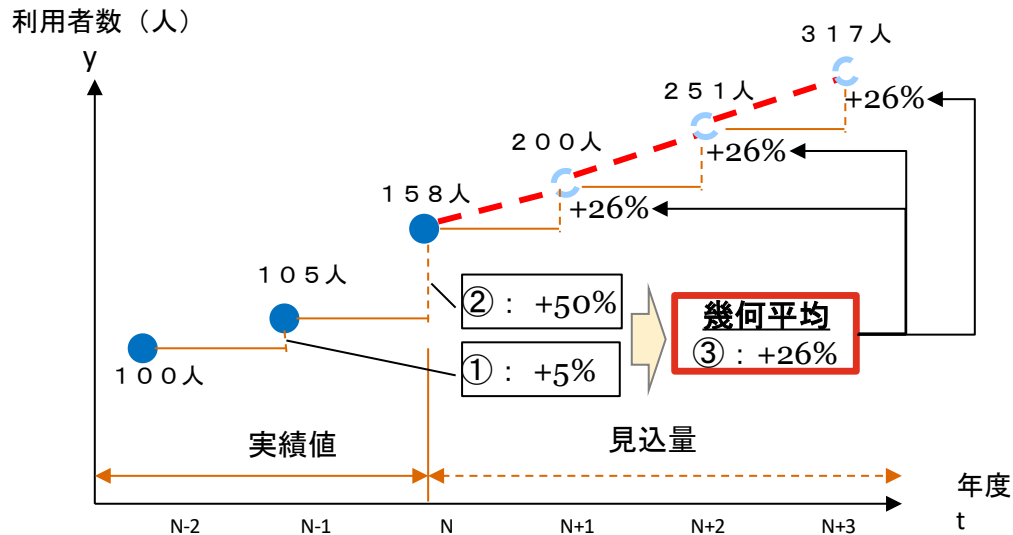 利用者数（人）
y
３１７人
+26%
２５１人
+26%
２００人
+26%
１５８人
１０５人
１００人
②： +50%
①： +5%
幾何平均
③：+26%
実績値
見込量
年度
t
N-2
N-1
N
N+1
N+2
N+3